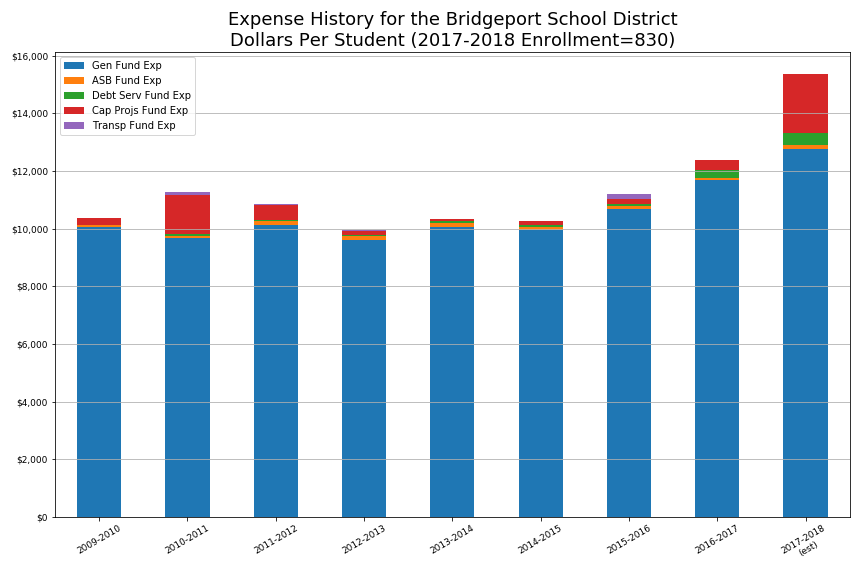 Expense History for the Bridgeport School District
Dollars Per Student (2017-2018 Enrollment=830)
$16,000
$14,000
$12,000
$10,000
$8,000
$6,000
$4,000
$2,000
$0
Gen Fund Exp
ASB Fund Exp
Debt Serv Fund Exp
Cap Projs Fund Exp
Transp Fund Exp
2009-2010
2010-2011
2011-2012
2012-2013
2013-2014
2014-2015
2015-2016
2016-2017
2017-2018
(est)